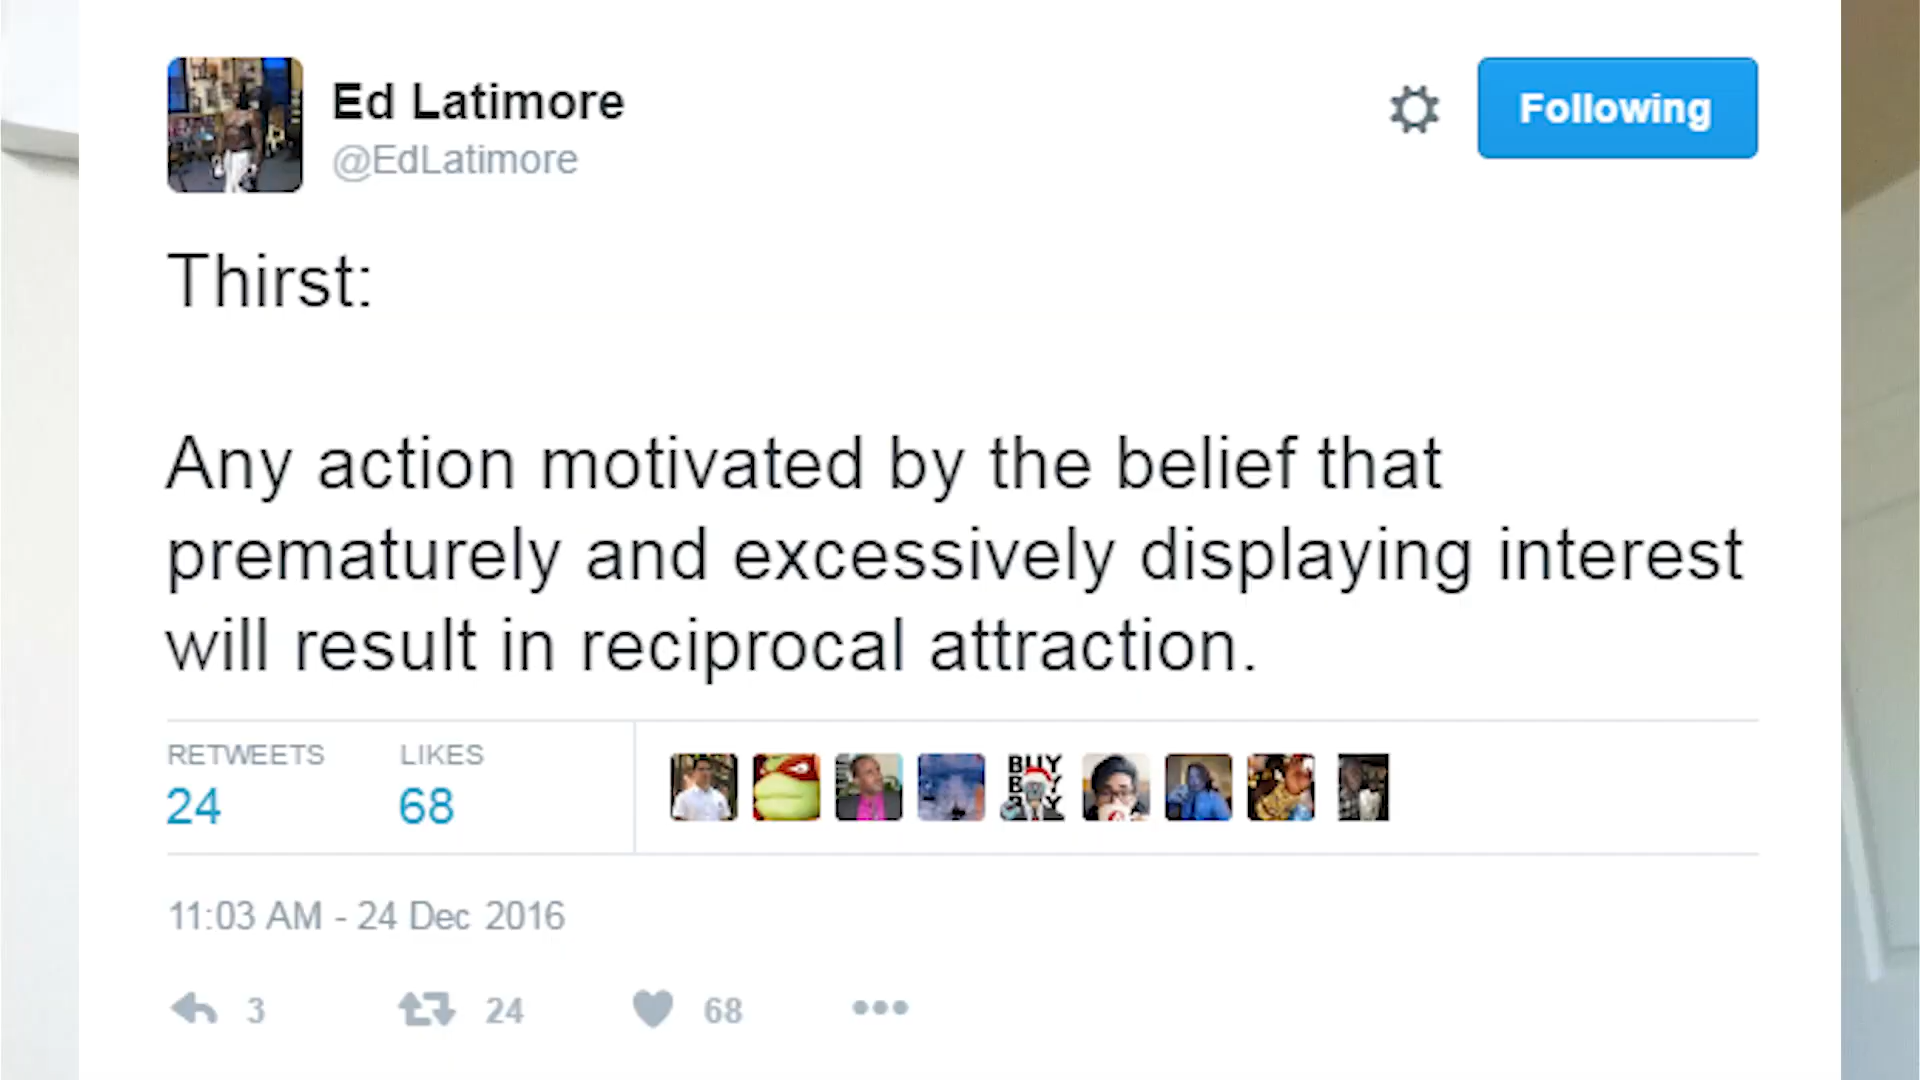 Ed Latimore
@EdLatimore
Following
Thirst:
Any action motivated by the belief that
prematurely and excessively displaying interest
will result in reciprocal attraction.
RETWEETS LIKES
24 68
BUY
11:03 AM - 24 Dec 2016
3 24 68